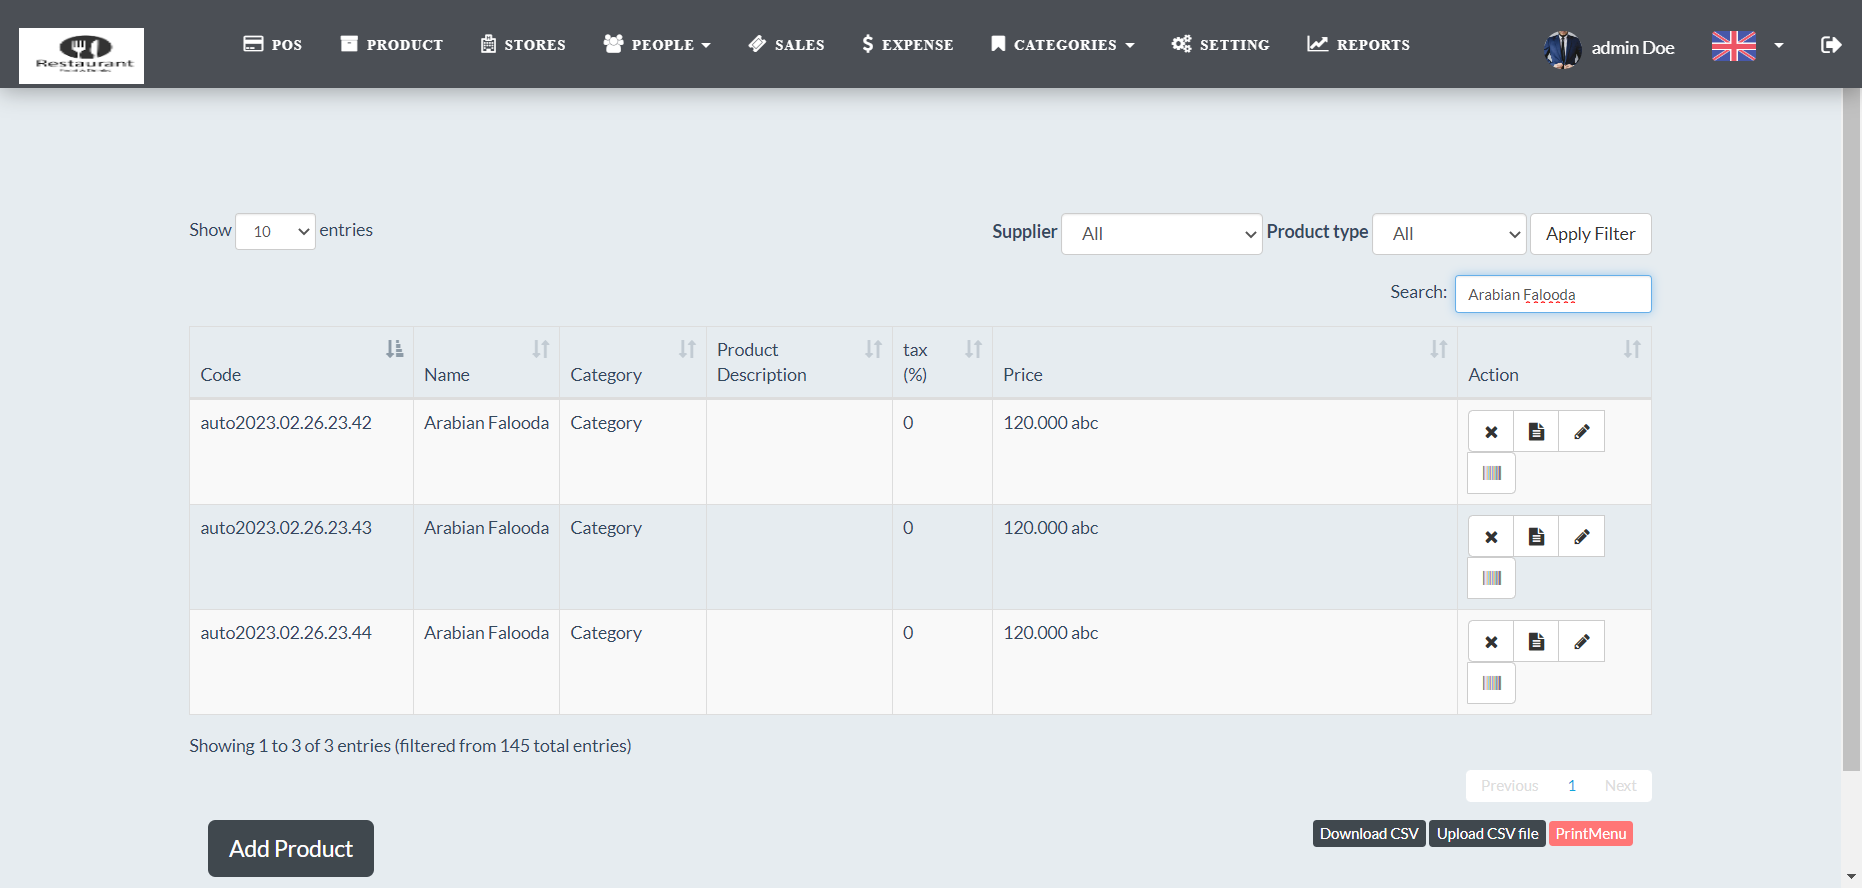 Restaurant
POS
PRODUCT
STORES
PEOPLE
SALES
EXPENSE
CATEGORIES
SETTING
REPORTS
admin Doe
Show 10 entries
Supplier All Product type All Apply Filter
Search: Arabian Falooda
Code Name Category Product Description tax (%) Price Action
auto2023.02.26.23.42 Arabian Falooda Category 0 120.000 abc
auto2023.02.26.23.43 Arabian Falooda Category 0 120.000 abc
auto2023.02.26.23.44 Arabian Falooda Category 0 120.000 abc
Showing 1 to 3 of 3 entries (filtered from 145 total entries)
Previous 1 Next
Download CSV Upload CSV file PrintMenu
Add Product